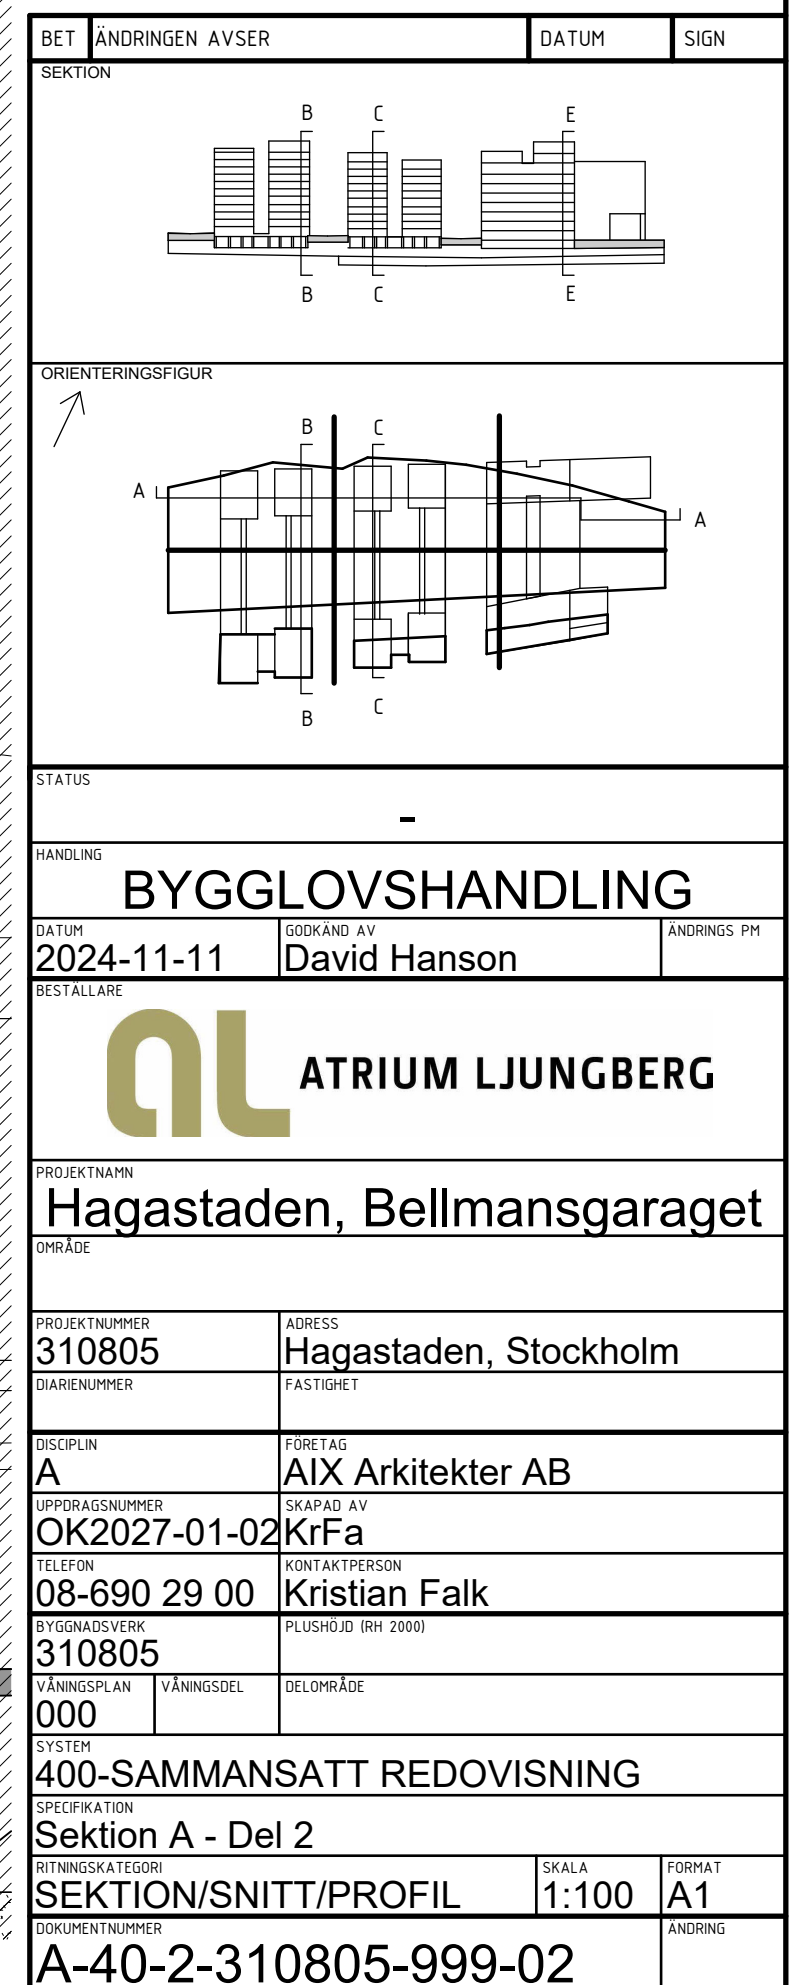 BET ÄNDRINGEN AVSER DATUM SIGN
SEKTION
B C E
B C E
ORIENTERINGSFIGUR
B C
A
A
B C
STATUS
-
HANDLING
BYGGLOVSHANDLING
DATUM GODKÄND AV ÄNDRINGS PM
2024-11-11 David Hanson
BESTÄLLARE
aL ATRIUM LJUNGBERG
PROJEKTNAMN
Hagastaden, Bellmansgaraget
OMRÅDE
PROJEKTNUMMER ADRESS
310805 Hagastaden, Stockholm
DIARIENUMMER FASTIGHET
DISCIPLIN FÖRETAG
A AIX Arkitekter AB
UPPDRAGSNUMMER SKAPAD AV
OK2027-01-02 KrFa
TELEFON KONTAKTPERSON
08-690 29 00 Kristian Falk
BYGGNADSVERK PLUSHÖJD (RH 2000)
310805
VÅNINGSPLAN VÅNINGSDEL DELOMRÅDE
000
SYSTEM
400-SAMMANSATT REDOVISNING
SPECIFIKATION
Sektion A - Del 2
RITNINGSKATEGORI SKALA FORMAT
SEKTION/SNITT/PROFIL 1:100 A1
DOKUMENTNUMMER ÄNDRING
A-40-2-310805-999-02